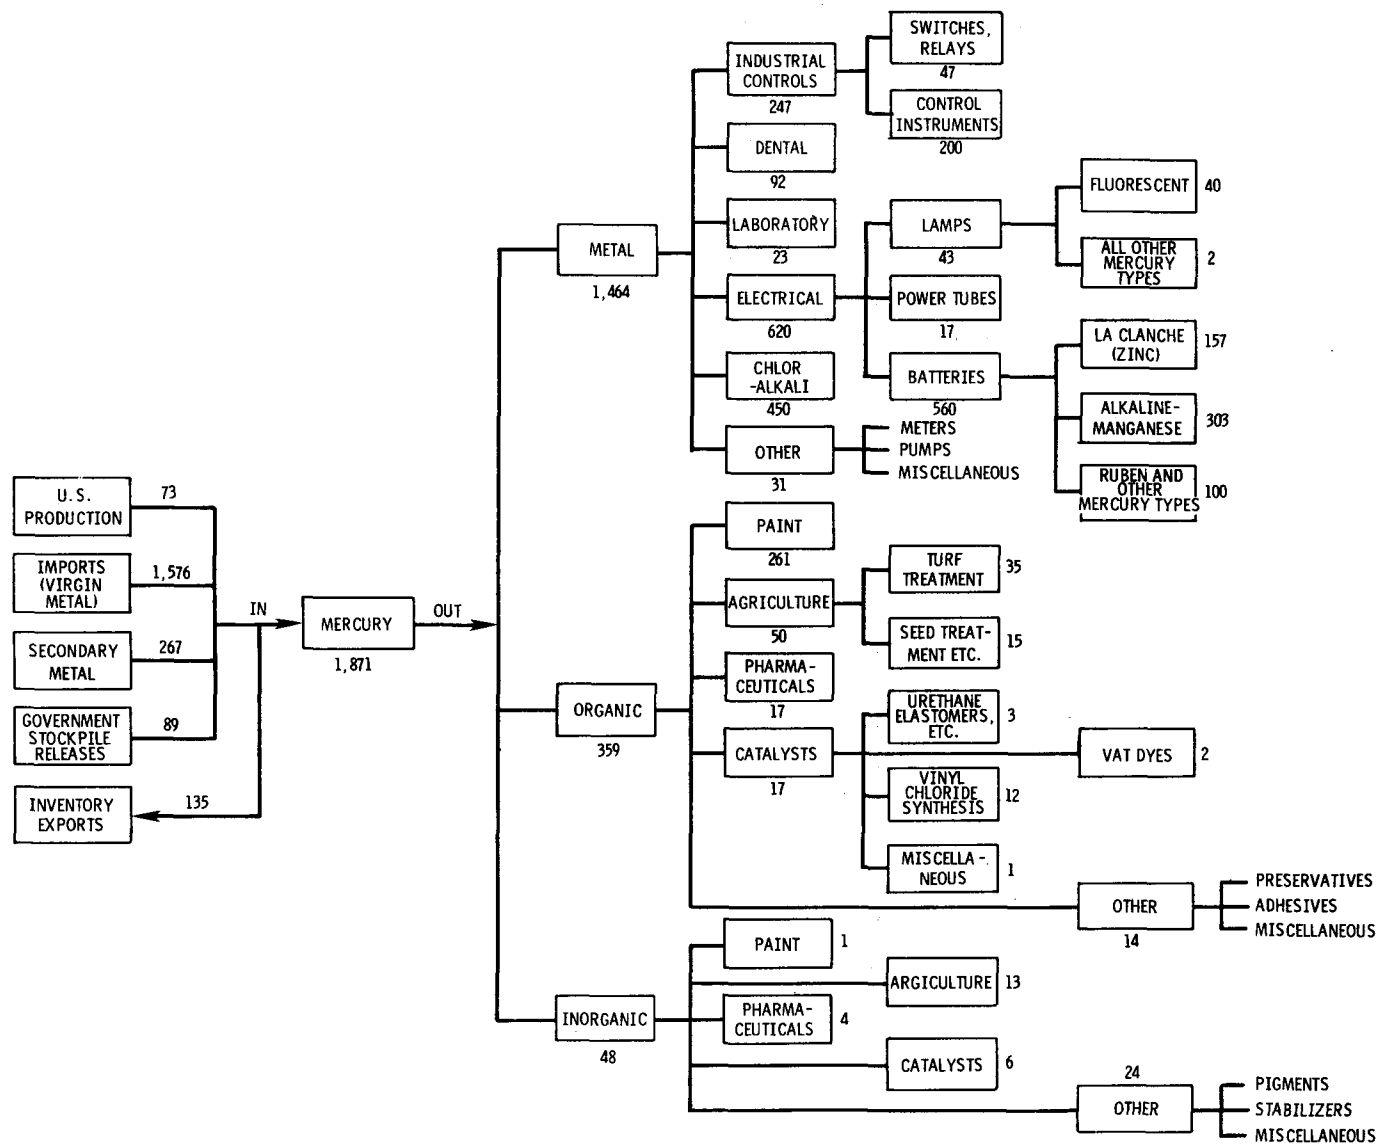 U.S.
PRODUCTION
73
IMPORTS
(VIRGIN
METAL)
1,576
SECONDARY
METAL
267
GOVERNMENT
STOCKPILE
RELEASES
89
INVENTORY
EXPORTS
135
IN
MERCURY
1,871
OUT
METAL
1,464
INDUSTRIAL
CONTROLS
247
SWITCHES,
RELAYS
47
CONTROL
INSTRUMENTS
200
DENTAL
92
LABORATORY
23
ELECTRICAL
620
LAMPS
43
FLUORESCENT
40
ALL OTHER
MERCURY
TYPES
2
POWER TUBES
17
BATTERIES
560
LA CLANCHE
(ZINC)
157
ALKALINE-
MANGANESE
303
RUBEN AND
OTHER
MERCURY TYPES
100
CHLOR
-ALKALI
450
OTHER
31
METERS
PUMPS
MISCELLANEOUS
ORGANIC
359
PAINT
261
AGRICULTURE
50
TURF
TREATMENT
35
SEED TREAT-
MENT ETC.
15
PHARMA-
CEUTICALS
17
CATALYSTS
17
URETHANE
ELASTOMERS,
ETC.
3
VAT DYES
2
VINYL
CHLORIDE
SYNTHESIS
12
MISCELLA-
NEOUS
1
OTHER
14
PRESERVATIVES
ADHESIVES
MISCELLANEOUS
INORGANIC
48
PAINT
1
ARGICULTURE
13
PHARMA-
CEUTICALS
4
CATALYSTS
6
24
OTHER
PIGMENTS
STABILIZERS
MISCELLANEOUS